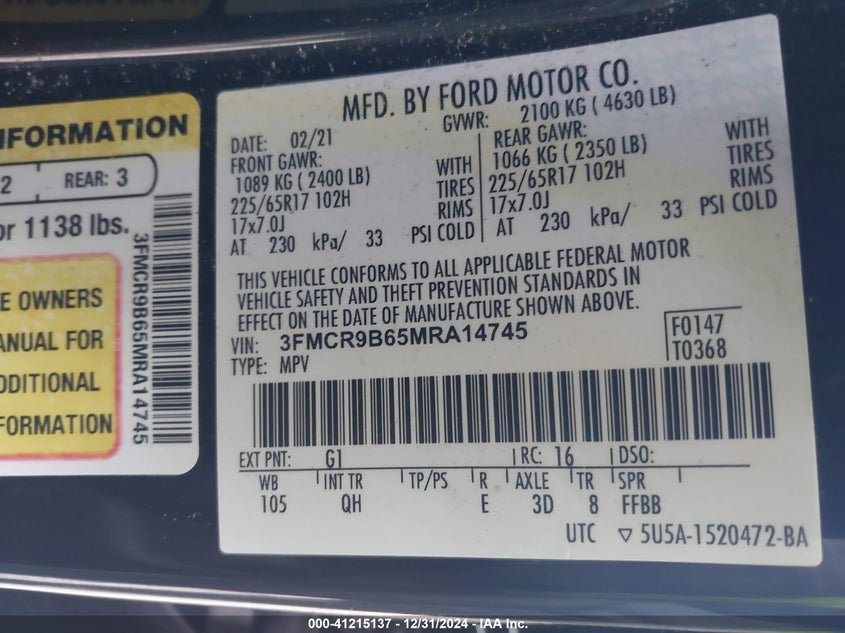 NFORMATION
2 REAR: 3
or 1138 lbs.
3FMCR9B65MRA14745
E OWNERS
ANUAL FOR
DDITIONAL
FORMATION
MFD. BY FORD MOTOR CO.
DATE: 02/21 GVWR: 2100 KG ( 4630 LB)
FRONT GAWR: REAR GAWR:
1089 KG ( 2400 LB) WITH 1066 KG ( 2350 LB) WITH
225/65R17 102H TIRES 225/65R17 102H TIRES
17x7.0J RIMS 17x7.0J RIMS
AT 230 kPa/ 33 PSI COLD AT 230 kPa/ 33 PSI COLD
THIS VEHICLE CONFORMS TO ALL APPLICABLE FEDERAL MOTOR
VEHICLE SAFETY AND THEFT PREVENTION STANDARDS IN
EFFECT ON THE DATE OF MANUFACTURE SHOWN ABOVE.
VIN: 3FMCR9B65MRA14745 F0147
TYPE: MPV T0368
EXT PNT: G1 RC: 16 DSO:
WB INT TR TP/PS R AXLE TR SPR
105 QH E 3D 8 FFBB
UTC ▽ 5U5A-1520472-BA
000-41215137 - 12/31/2024 - IAA Inc.